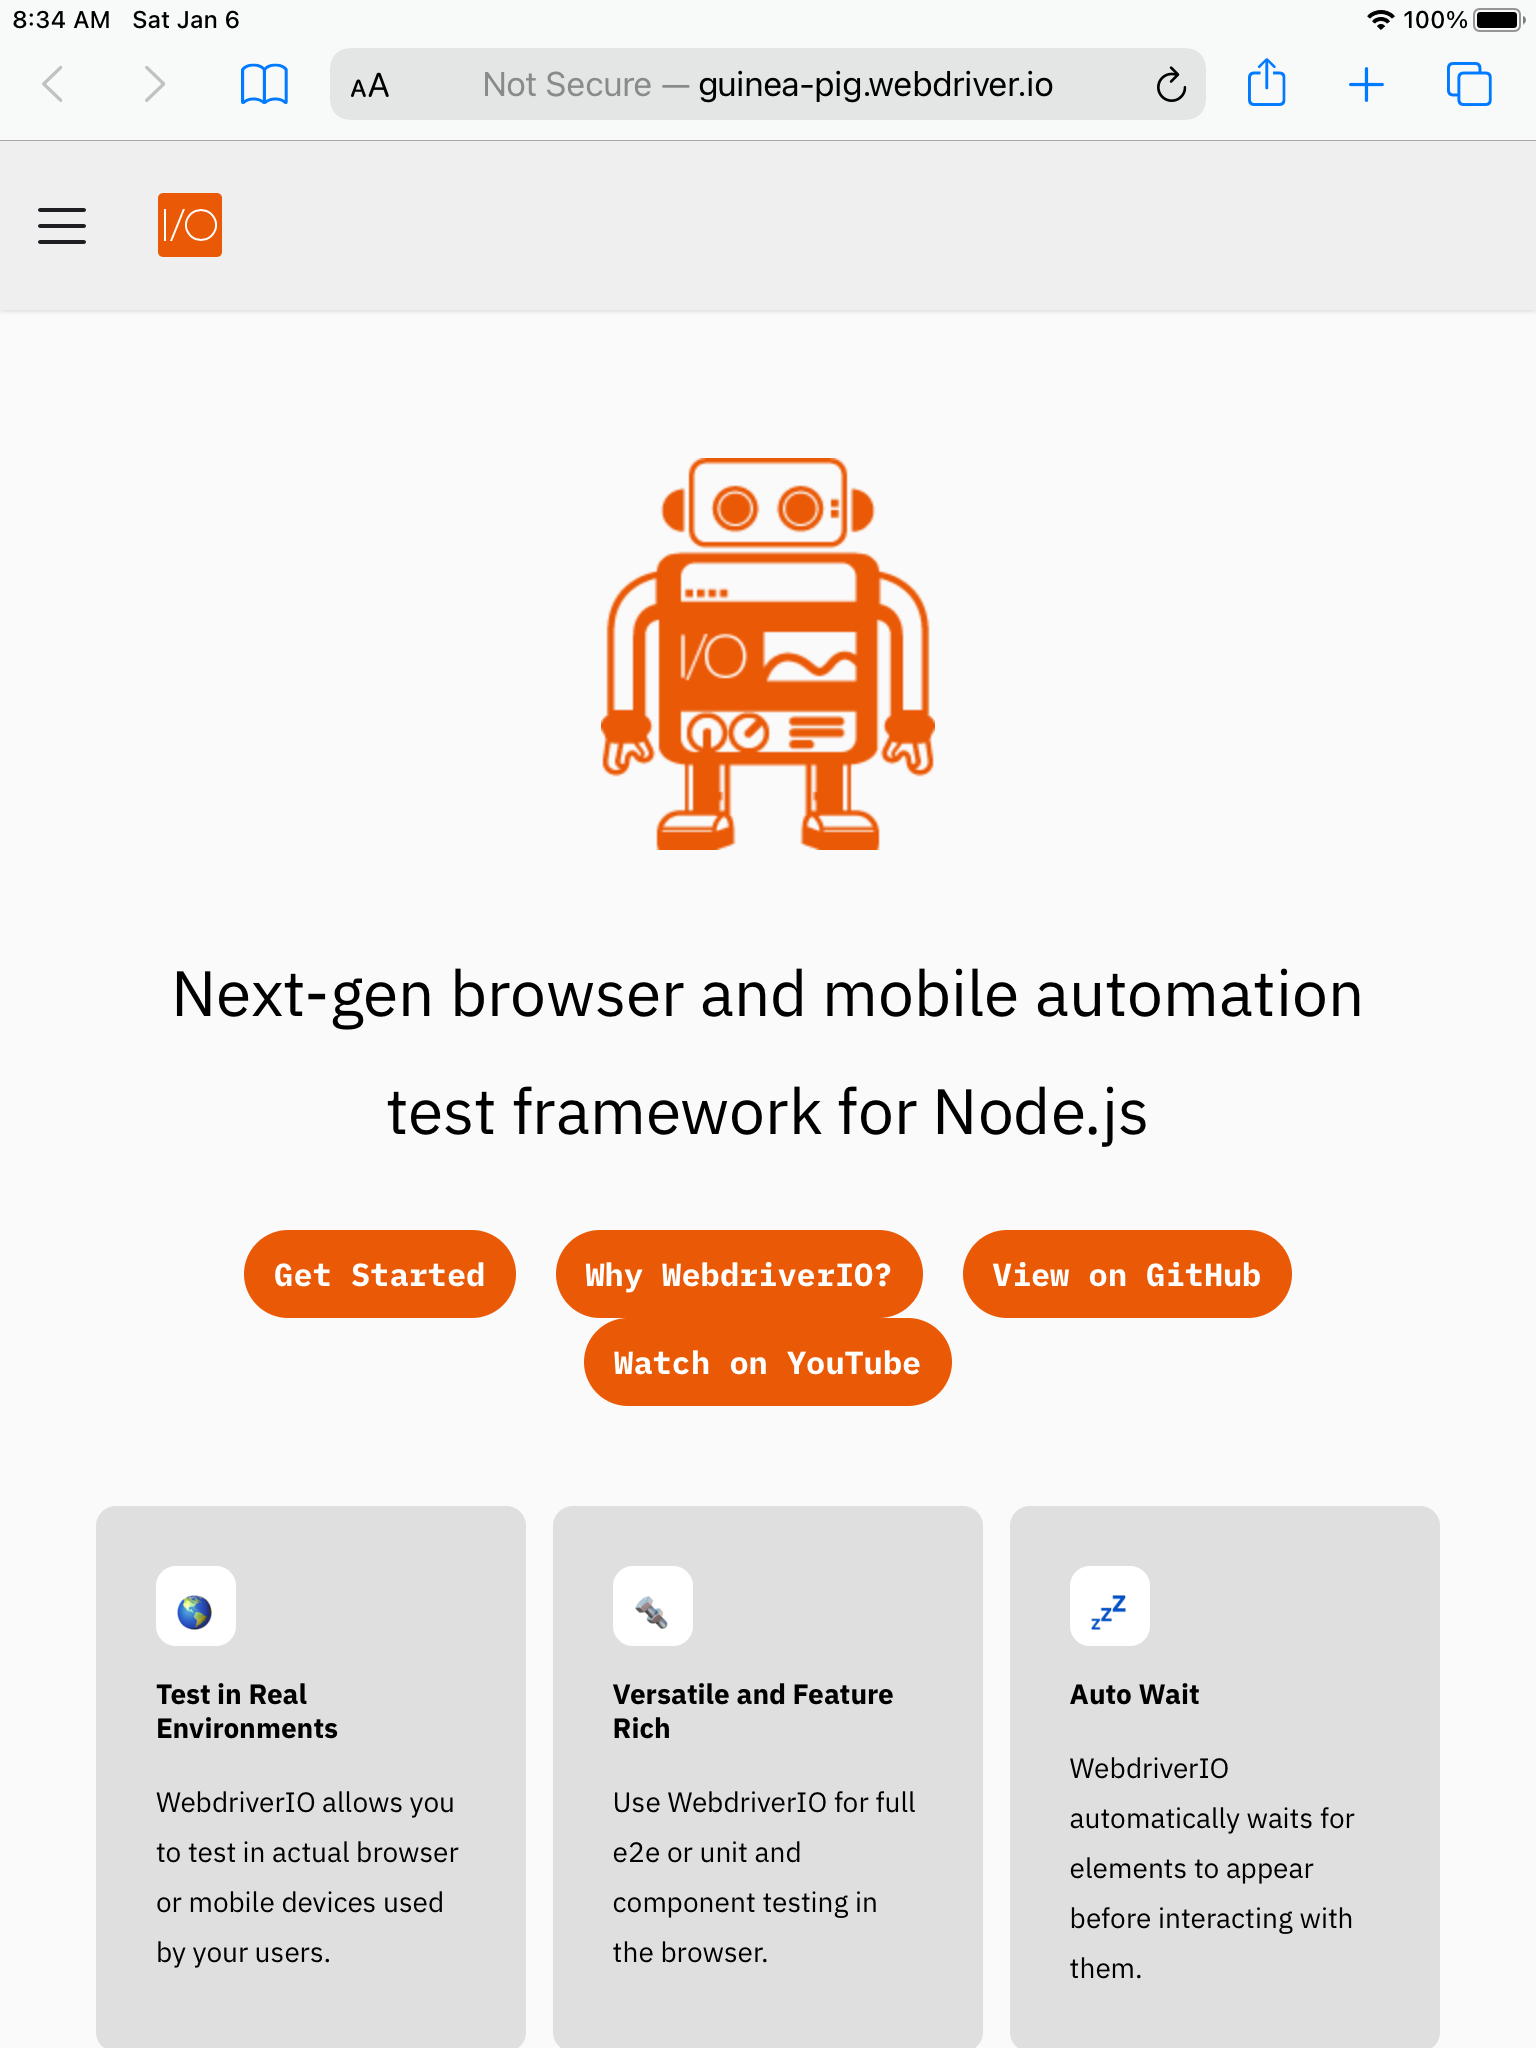 8:34 AM Sat Jan 6
100%
AA Not Secure — guinea-pig.webdriver.io
I/O
I/O
Next-gen browser and mobile automation
test framework for Node.js
Get Started Why WebdriverIO? View on GitHub
Watch on YouTube
zzZ
Test in Real
Environments
WebdriverIO allows you
to test in actual browser
or mobile devices used
by your users.
Versatile and Feature
Rich
Use WebdriverIO for full
e2e or unit and
component testing in
the browser.
Auto Wait
WebdriverIO
automatically waits for
elements to appear
before interacting with
them.